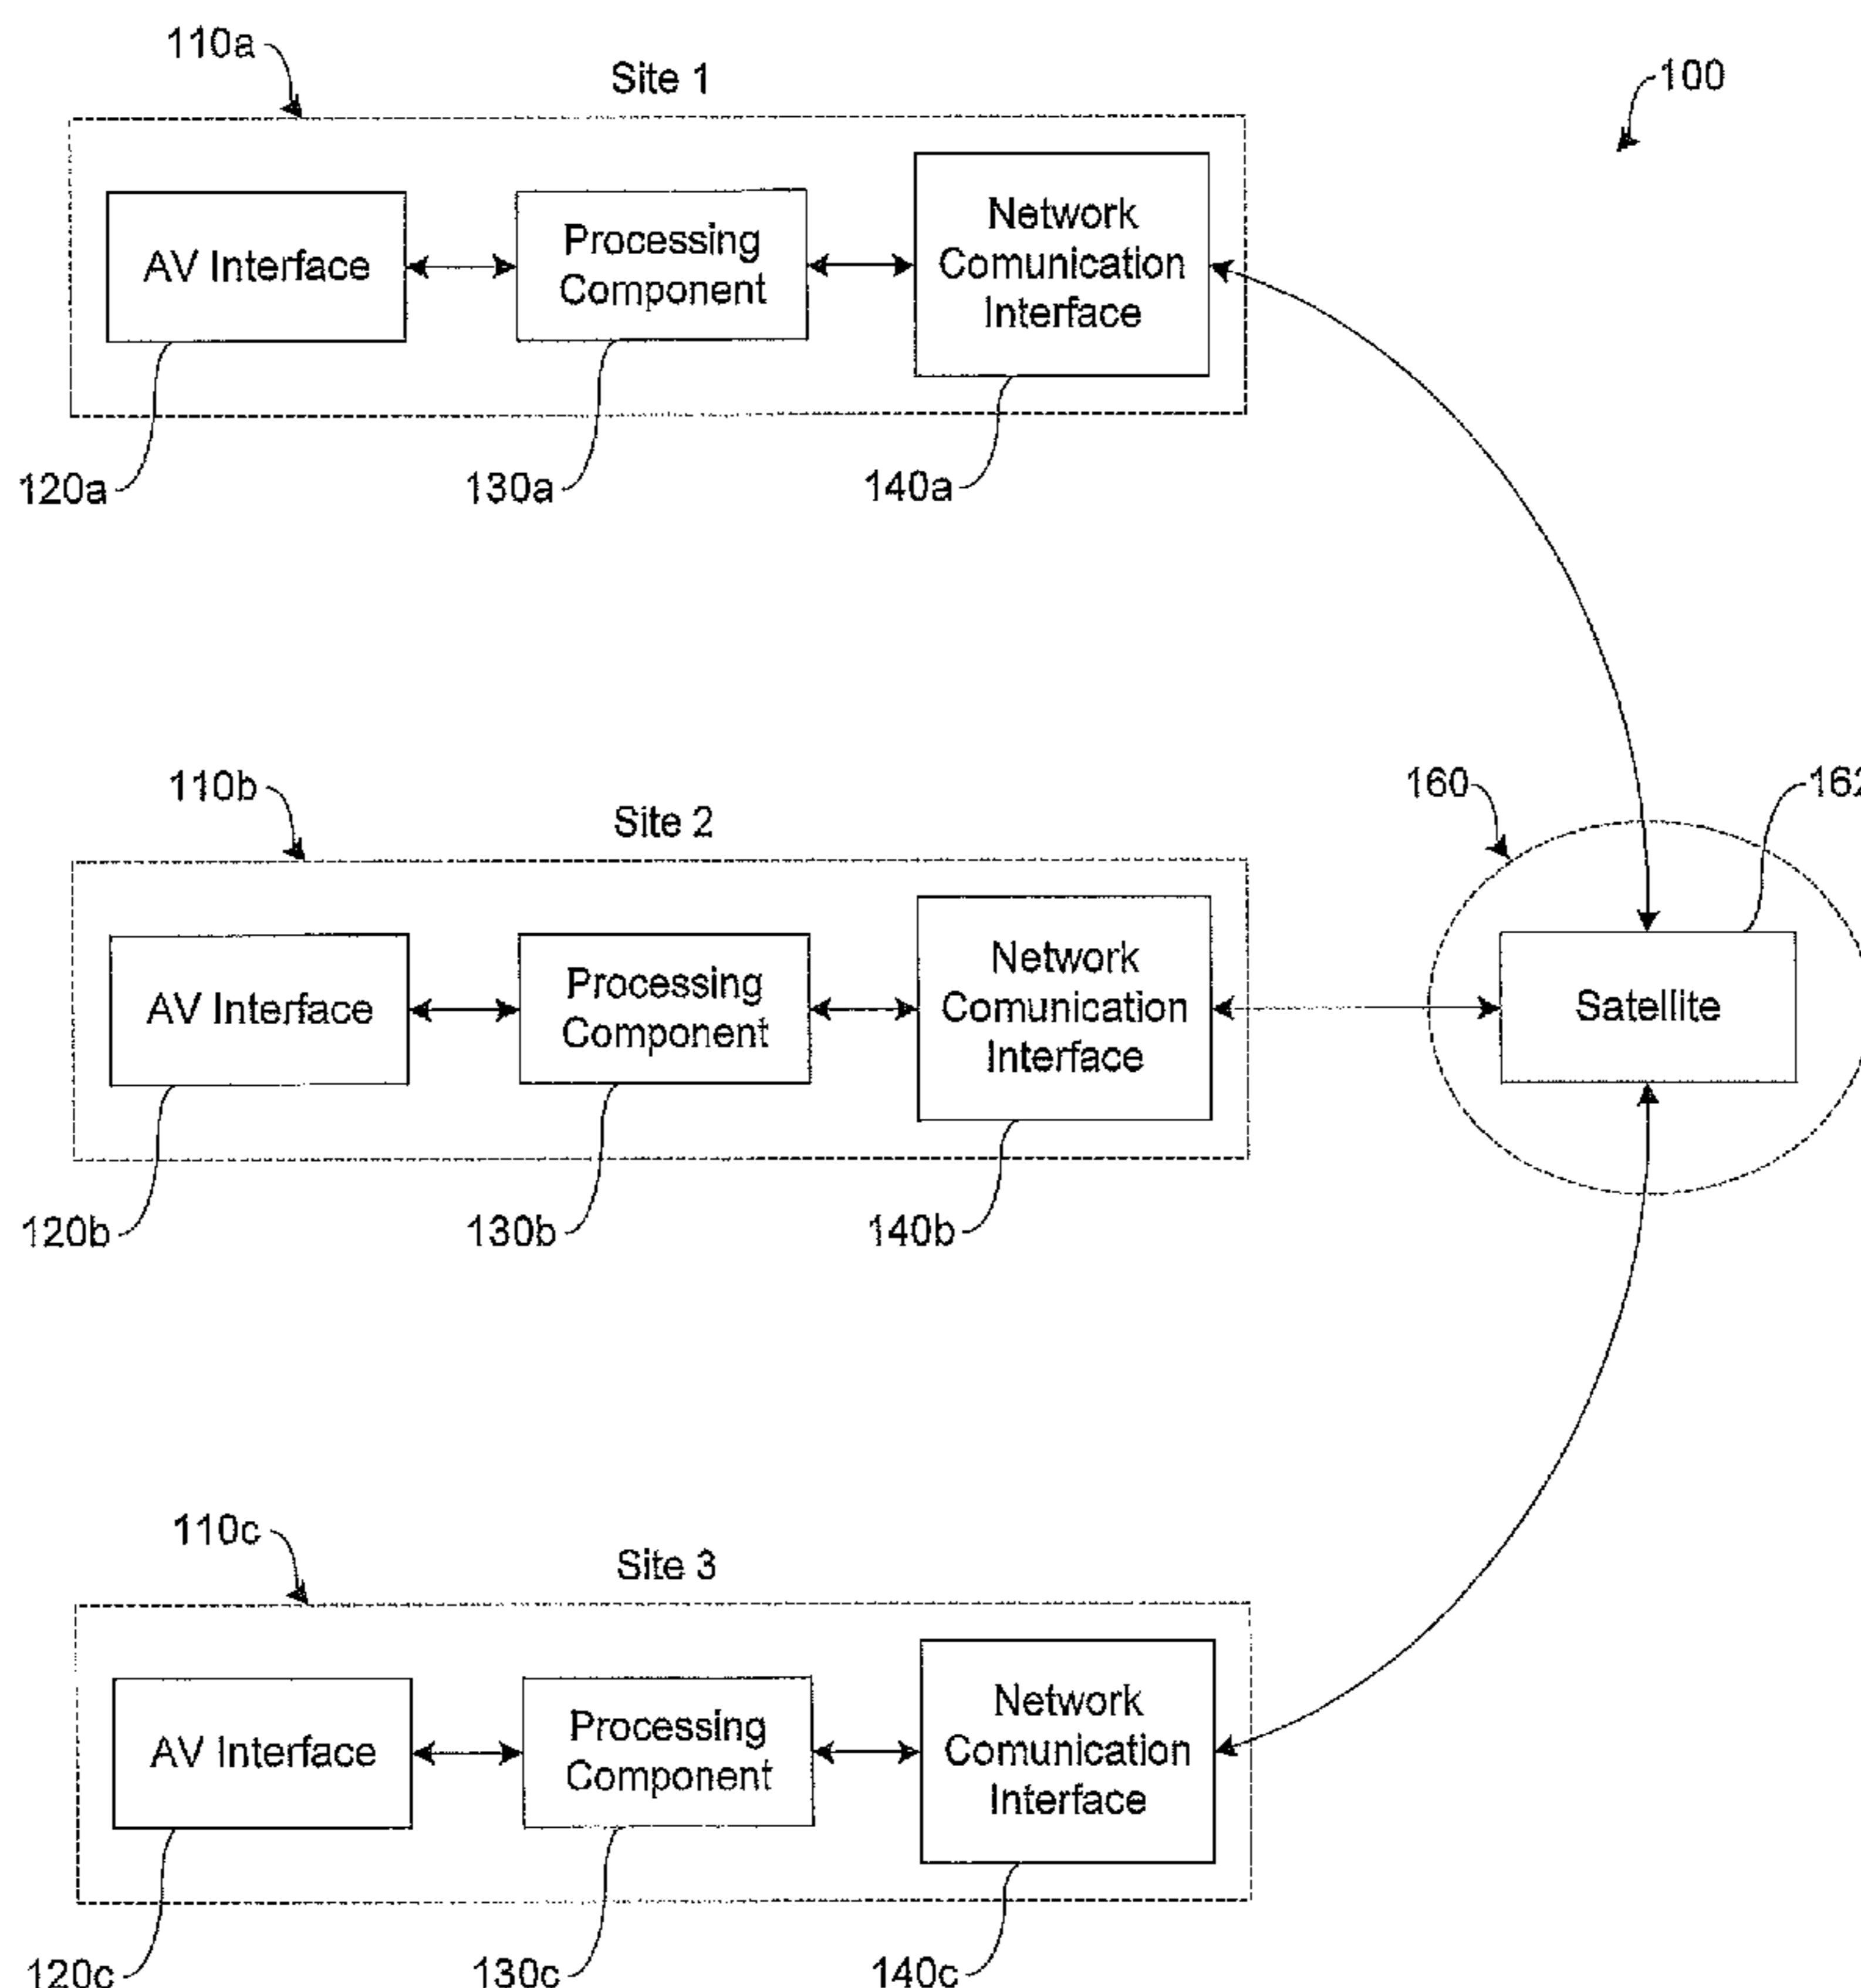 110a
Site 1
100
AV Interface
Processing
Component
Network
Comunication
Interface
120a
130a
140a
110b
Site 2
160
162
AV Interface
Processing
Component
Network
Comunication
Interface
Satellite
120b
130b
140b
110c
Site 3
AV Interface
Processing
Component
Network
Comunication
Interface
120c
130c
140c